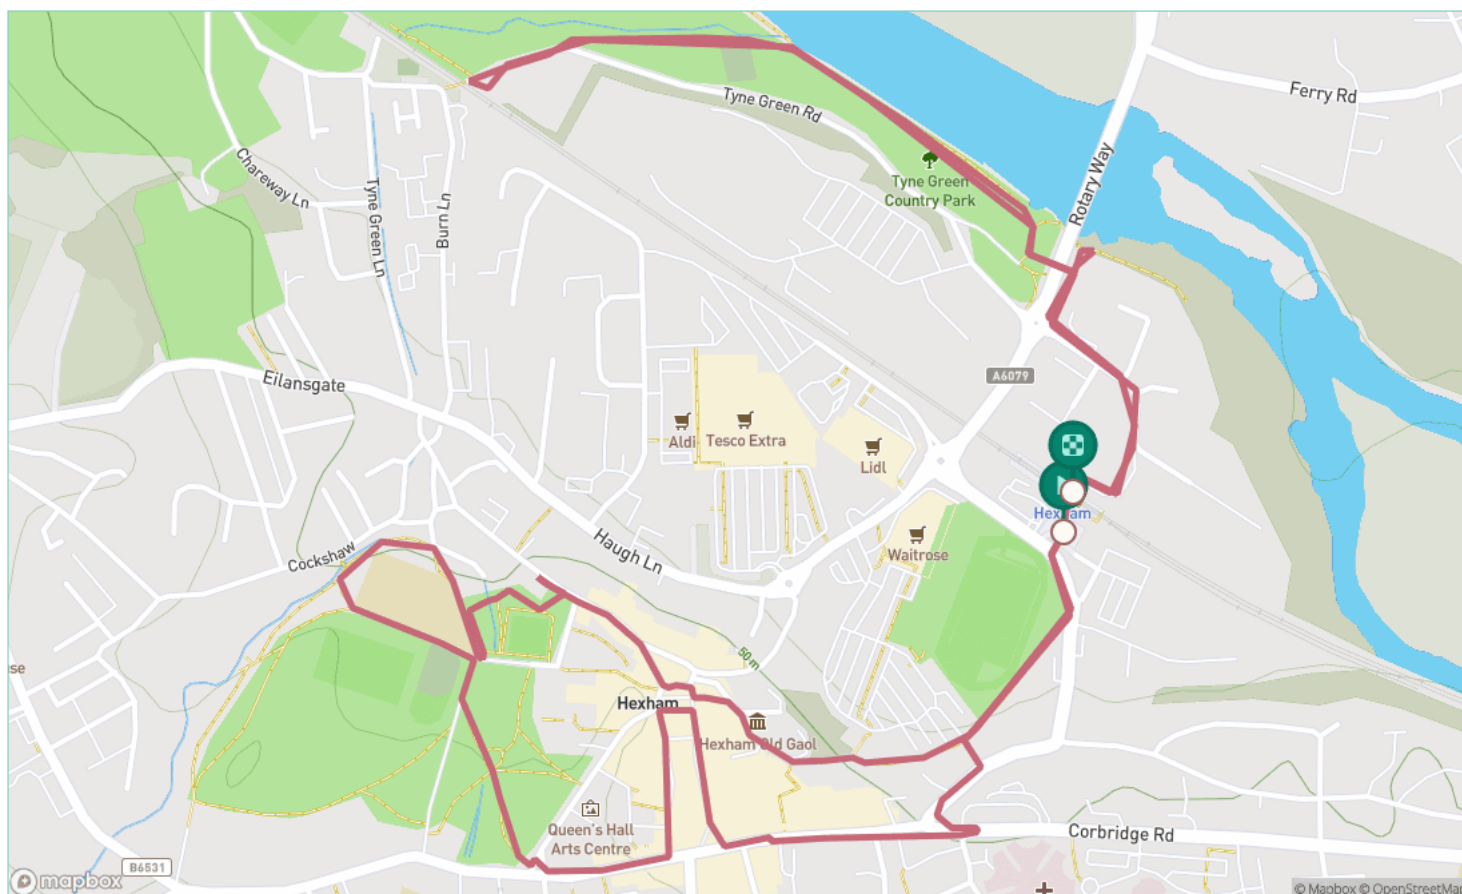 Ferry Rd
Tyne Green Rd
Rotary Way
Chareway Ln
Tyne Green
Country Park
Tyne Green Ln
Burn Ln
Eilansgate
A6079
Aldi
Tesco Extra
Lidl
Hexham
Haugh Ln
Waitrose
Cockshaw
50 m
Hexham
Hexham Old Gaol
Queen's Hall
Arts Centre
Corbridge Rd
B6531
mapbox
© Mapbox © OpenStreetMap